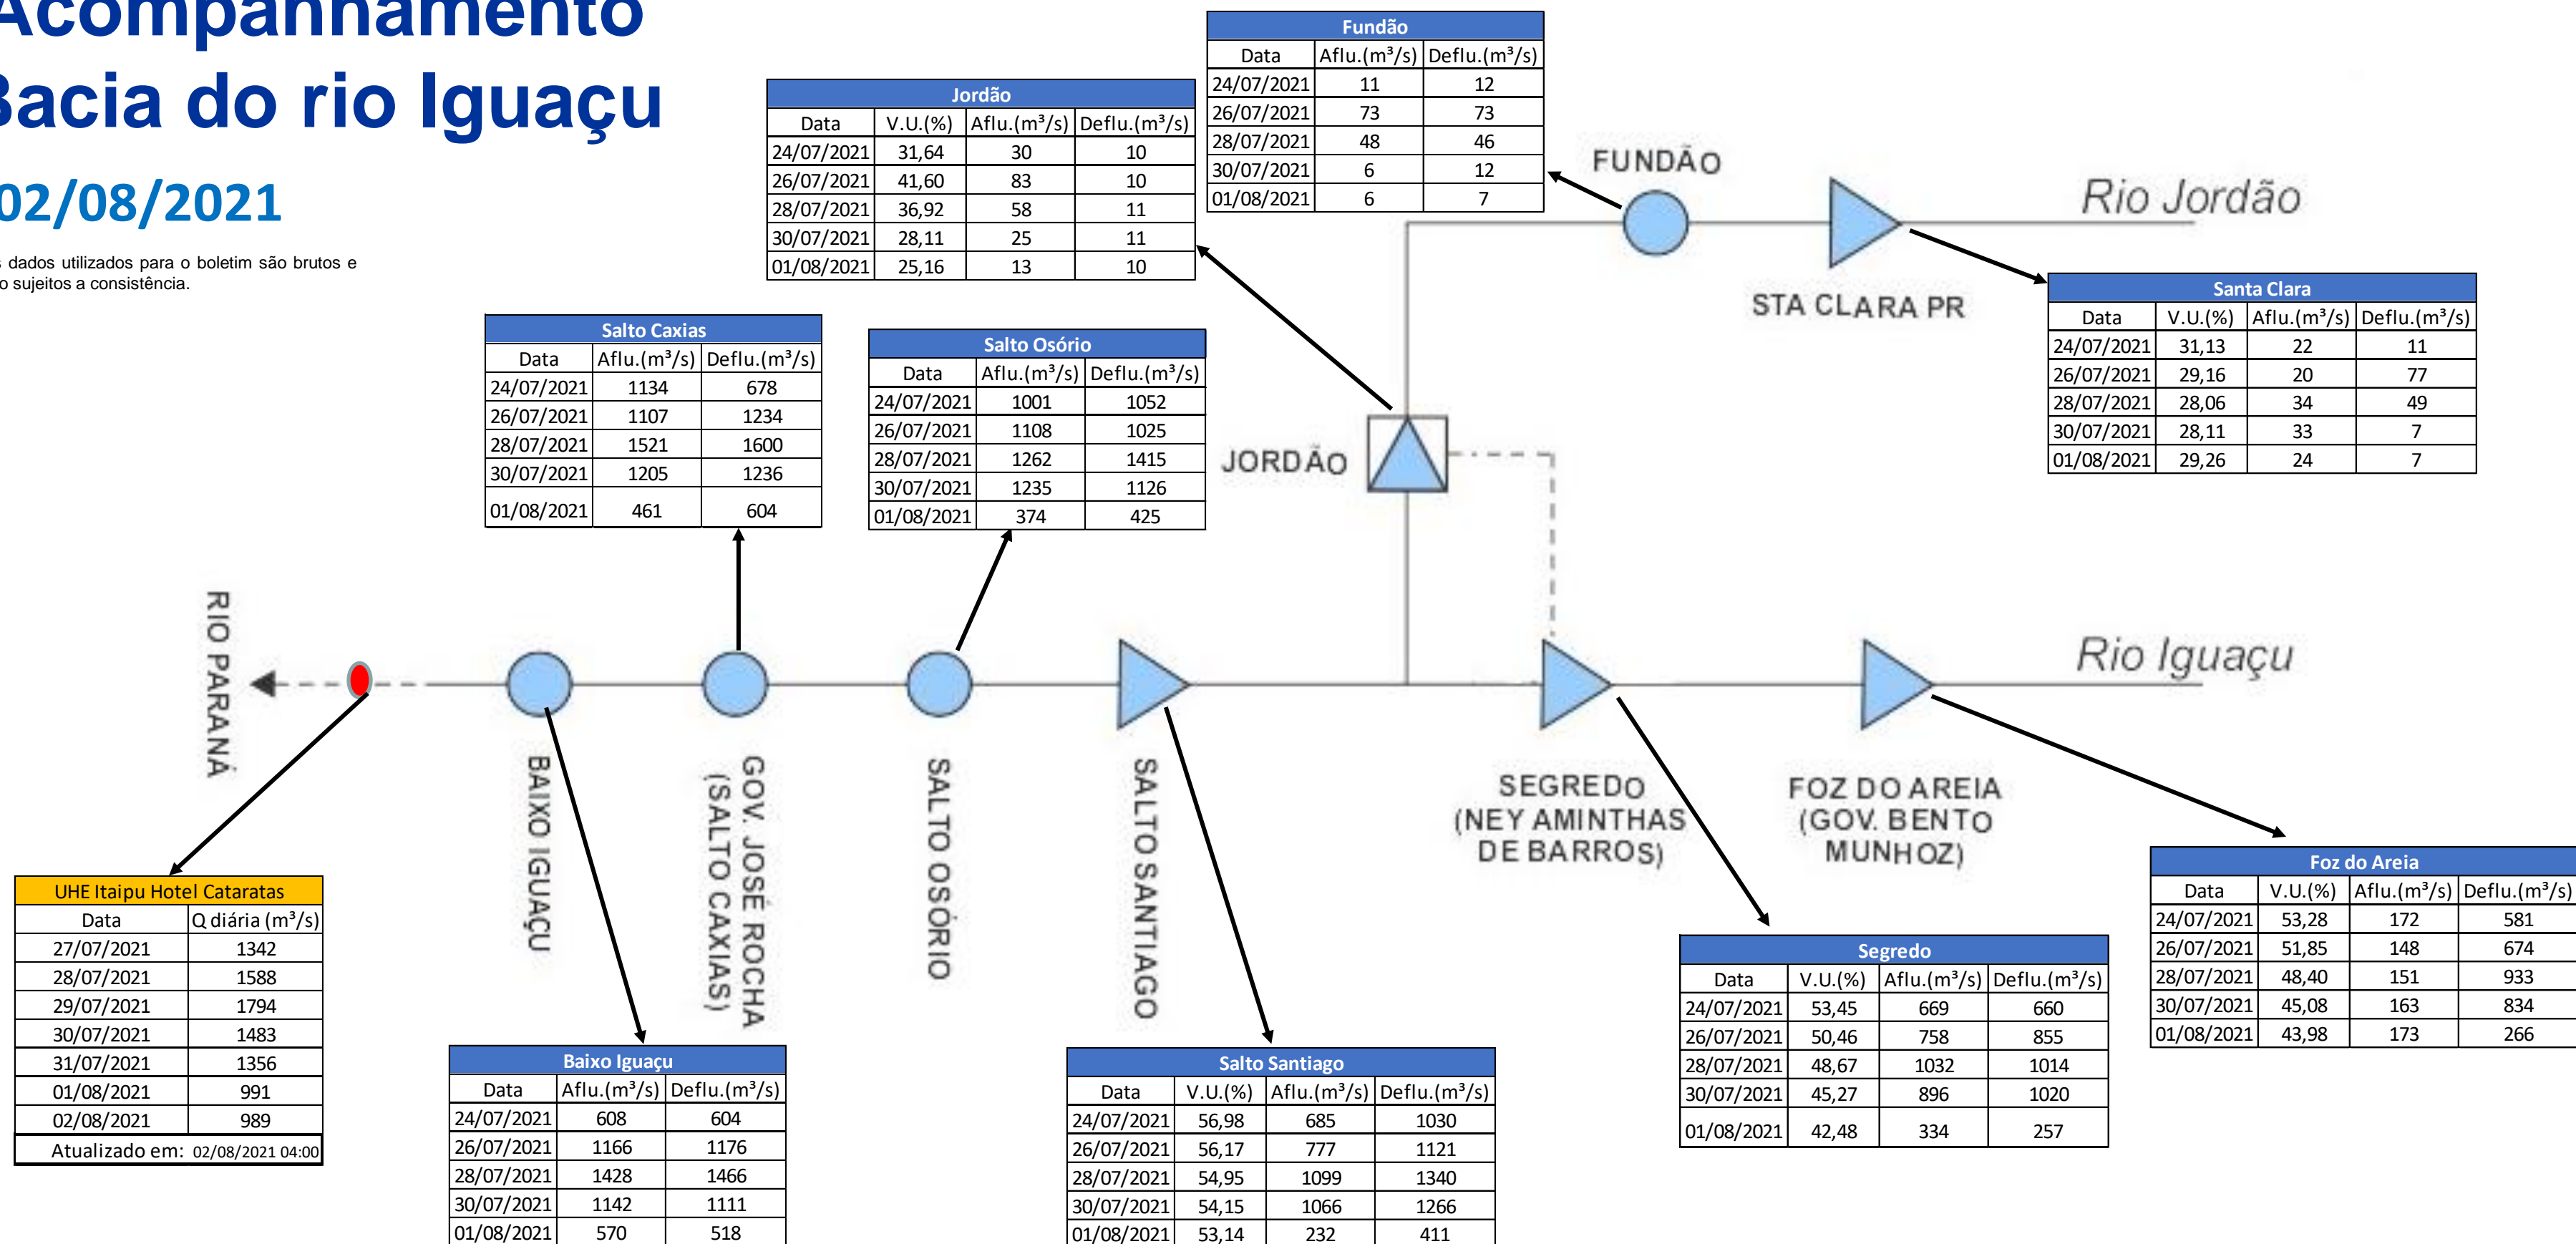 Acompanhamento
Bacia do rio Iguaçu
02/08/2021
s dados utilizados para o boletim são brutos e
o sujeitos a consistência.
Fundão
Data Aflu.(m³/s) Deflu.(m³/s)
24/07/2021 11 12
26/07/2021 73 73
28/07/2021 48 46
30/07/2021 6 12
01/08/2021 6 7
Jordão
Data V.U.(%) Aflu.(m³/s) Deflu.(m³/s)
24/07/2021 31,64 30 10
26/07/2021 41,60 83 10
28/07/2021 36,92 58 11
30/07/2021 28,11 25 11
01/08/2021 25,16 13 10
FUNDÃO
Rio Jordão
STA CLARA PR
Santa Clara
Data V.U.(%) Aflu.(m³/s) Deflu.(m³/s)
24/07/2021 31,13 22 11
26/07/2021 29,16 20 77
28/07/2021 28,06 34 49
30/07/2021 28,11 33 7
01/08/2021 29,26 24 7
Salto Caxias
Data Aflu.(m³/s) Deflu.(m³/s)
24/07/2021 1134 678
26/07/2021 1107 1234
28/07/2021 1521 1600
30/07/2021 1205 1236
01/08/2021 461 604
Salto Osório
Data Aflu.(m³/s) Deflu.(m³/s)
24/07/2021 1001 1052
26/07/2021 1108 1025
28/07/2021 1262 1415
30/07/2021 1235 1126
01/08/2021 374 425
JORDÃO
RIO PARANÁ
Rio Iguaçu
BAIXO IGUAÇU
GOV. JOSÉ ROCHA
(SALTO CAXIAS)
SALTO OSÓRIO
SALTO SANTIAGO
SEGREDO
(NEY AMINTHAS
DE BARROS)
FOZ DO AREIA
(GOV. BENTO
MUNHOZ)
UHE Itaipu Hotel Cataratas
Data Q diária (m³/s)
27/07/2021 1342
28/07/2021 1588
29/07/2021 1794
30/07/2021 1483
31/07/2021 1356
01/08/2021 991
02/08/2021 989
Atualizado em: 02/08/2021 04:00
Baixo Iguaçu
Data Aflu.(m³/s) Deflu.(m³/s)
24/07/2021 608 604
26/07/2021 1166 1176
28/07/2021 1428 1466
30/07/2021 1142 1111
01/08/2021 570 518
Salto Santiago
Data V.U.(%) Aflu.(m³/s) Deflu.(m³/s)
24/07/2021 56,98 685 1030
26/07/2021 56,17 777 1121
28/07/2021 54,95 1099 1340
30/07/2021 54,15 1066 1266
01/08/2021 53,14 232 411
Segredo
Data V.U.(%) Aflu.(m³/s) Deflu.(m³/s)
24/07/2021 53,45 669 660
26/07/2021 50,46 758 855
28/07/2021 48,67 1032 1014
30/07/2021 45,27 896 1020
01/08/2021 42,48 334 257
Foz do Areia
Data V.U.(%) Aflu.(m³/s) Deflu.(m³/s)
24/07/2021 53,28 172 581
26/07/2021 51,85 148 674
28/07/2021 48,40 151 933
30/07/2021 45,08 163 834
01/08/2021 43,98 173 266